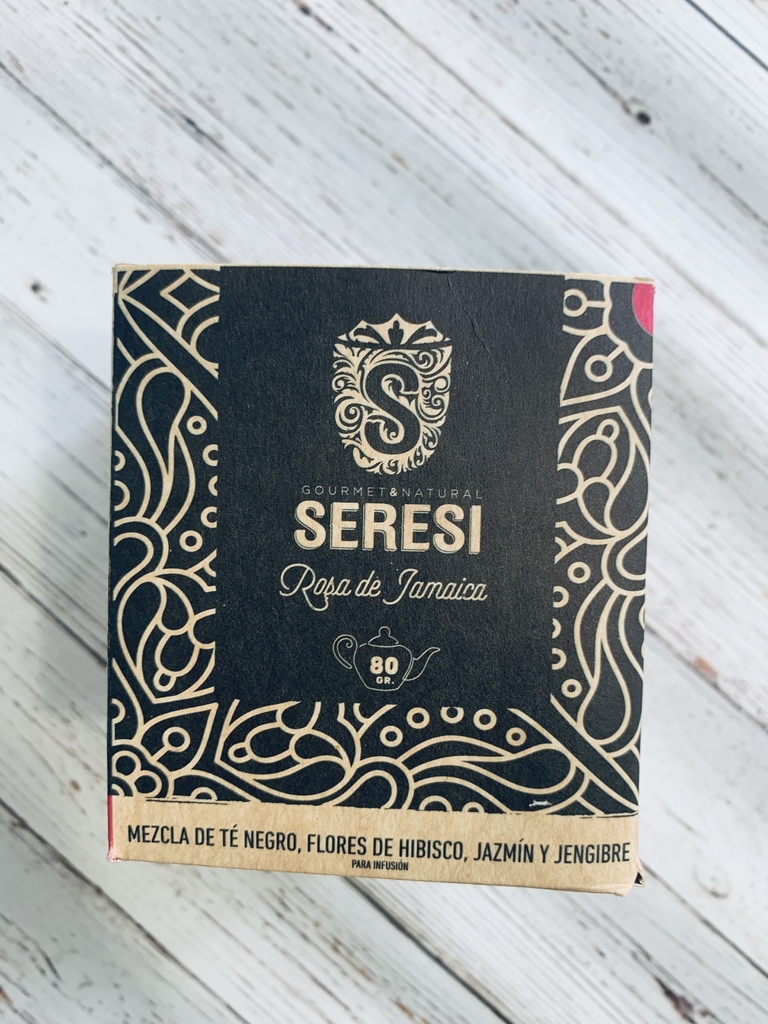 S
GOURMET&NATURAL
SERESI
Rosa de Jamaica
80
GR.
MEZCLA DE TÉ NEGRO, FLORES DE HIBISCO, JAZMÍN Y JENGIBRE
PARA INFUSIÓN